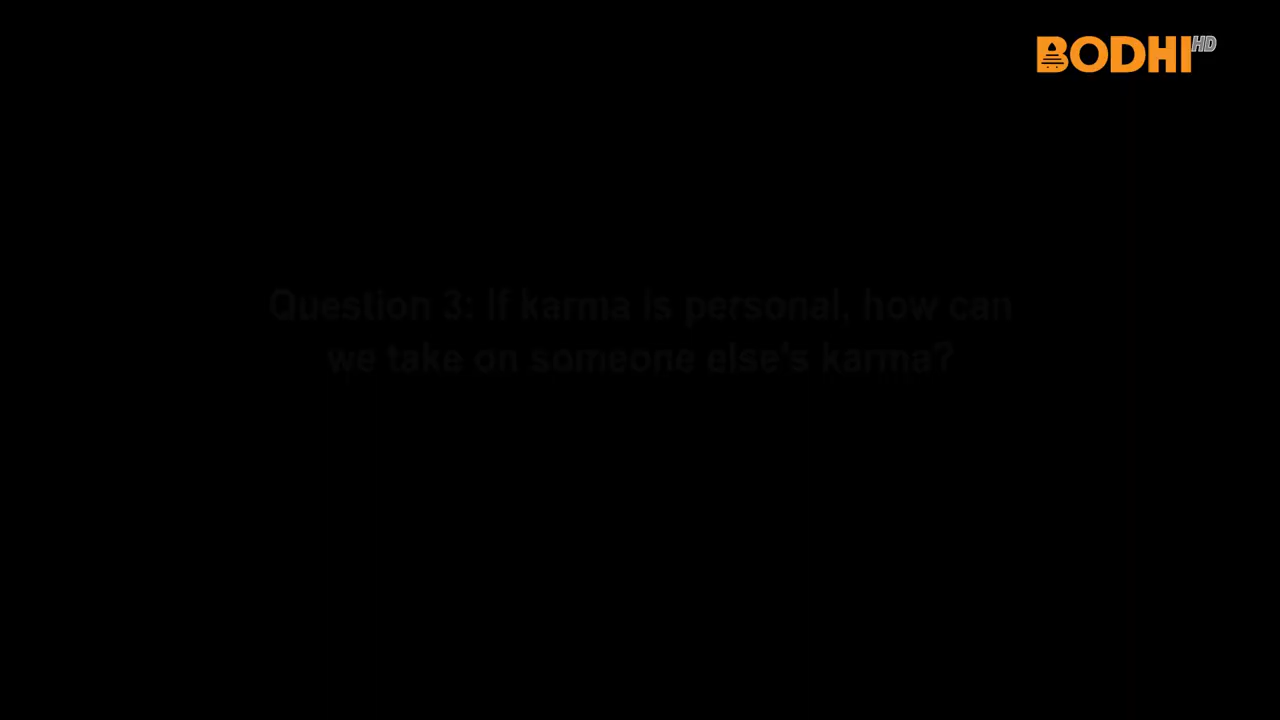 BODHI HD
Question 3: If karma is personal, how can
we take on someone else's karma?